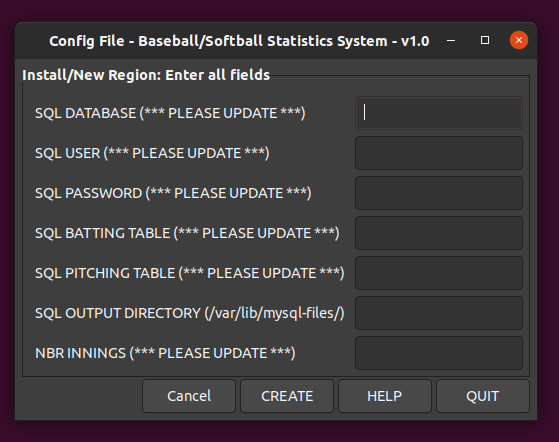 Config File - Baseball/Softball Statistics System - v1.0
Install/New Region: Enter all fields
SQL DATABASE (*** PLEASE UPDATE ***)
SQL USER (*** PLEASE UPDATE ***)
SQL PASSWORD (*** PLEASE UPDATE ***)
SQL BATTING TABLE (*** PLEASE UPDATE ***)
SQL PITCHING TABLE (*** PLEASE UPDATE ***)
SQL OUTPUT DIRECTORY (/var/lib/mysql-files/)
NBR INNINGS (*** PLEASE UPDATE ***)
Cancel CREATE HELP QUIT